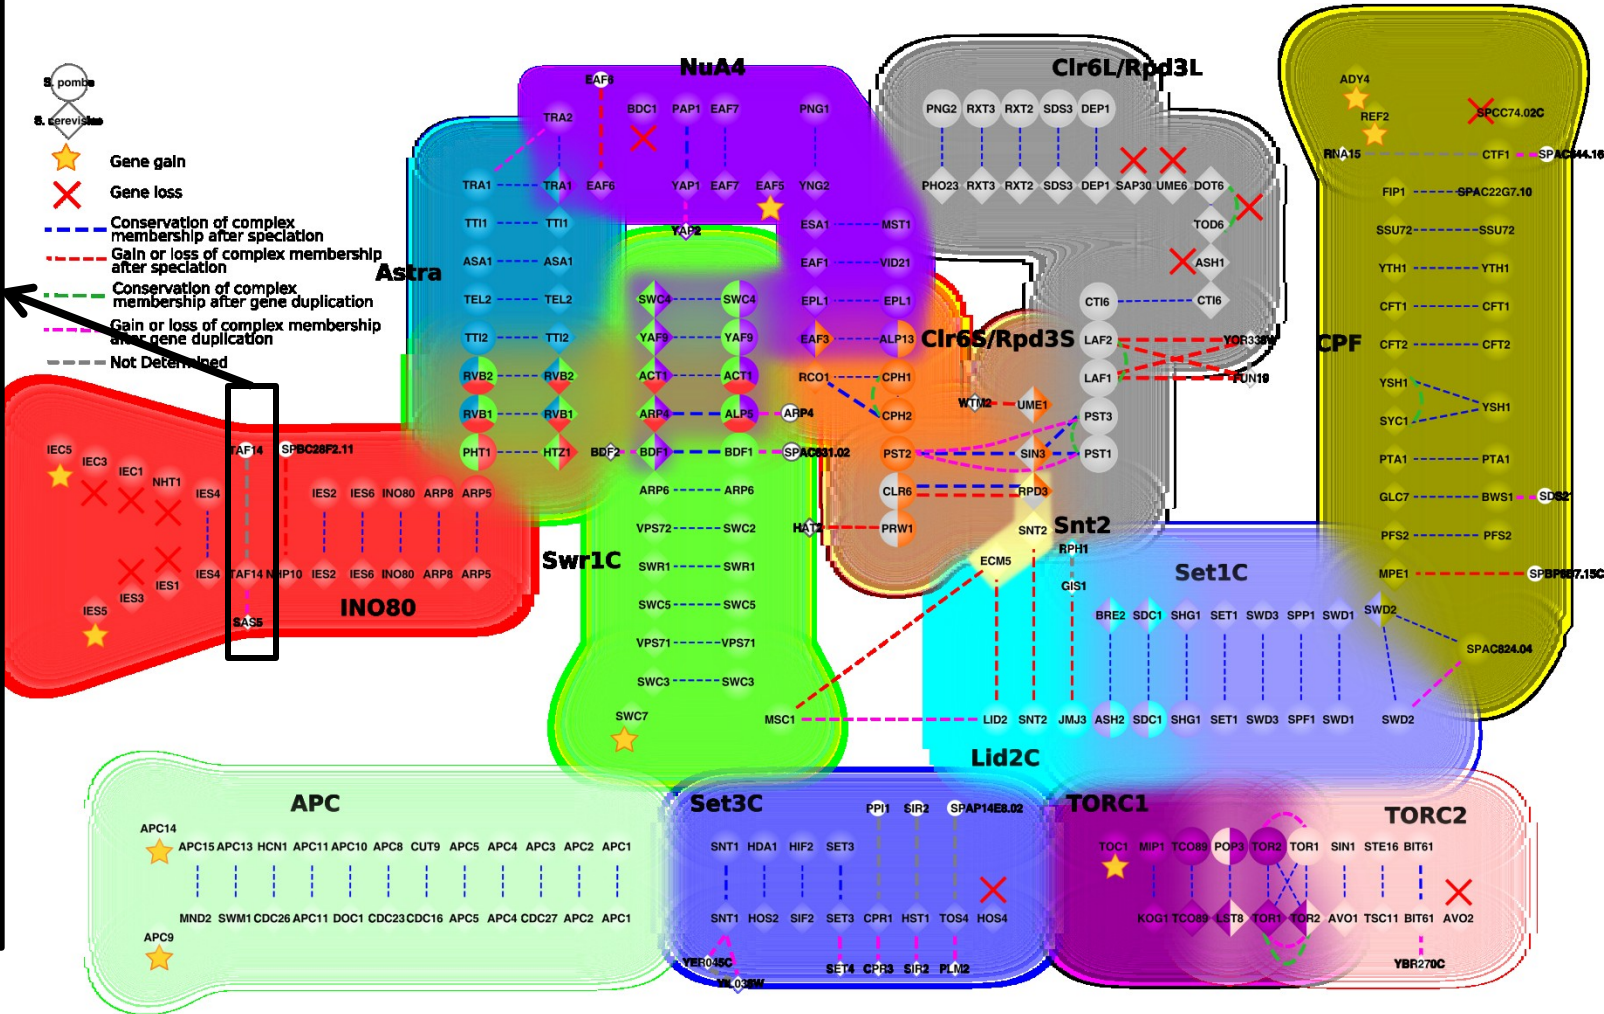 S. pombe
S. cerevisiae
Gene gain
Gene loss
Conservation of complex
membership after speciation
Gain or loss of complex membership
after speciation
Conservation of complex
membership after gene duplication
Gain or loss of complex membership
after gene duplication
Not Determined
NuA4
EAF6
TRA2
BDC1 PAP1 EAF7 PNG1
TRA1 TRA1 EAF6 YAP1 EAF7 EAF5 YNG2
YAP2
TTI1 TTI1 ESA1 MST1
ASA1 ASA1 EAF1 VID21
Astra
TEL2 TEL2 SWC4 SWC4 EPL1 EPL1
TTI2 TTI2 YAF9 YAF9 EAF3 ALP13
RVB2 RVB2 ACT1 ACT1 RCO1 CPH1
RVB1 RVB1 ARP4 ALP5 ARP4 CPH2
PHT1 HTZ1 BDF2 BDF1 BDF1 SPAC631.02 PST2
Clr6L/Rpd3L
PNG2 RXT3 RXT2 SDS3 DEP1
PHO23 RXT3 RXT2 SDS3 DEP1 SAP30 UME6 DOT6
TOD6
ASH1
CTI6 CTI6
Clr6S/Rpd3S
LAF2 YOR338W
LAF1 FUN19
WTM2 UME1 PST3
SIN3 PST1
CLR6 RPD3
HAT2 PRW1 SNT2
Snt2
ECM5 RPH1
GIS1
CPF
ADY4
REF2
SPCC74.02C
RNA15 CTF1 SPAC644.16
FIP1 SPAC22G7.10
SSU72 SSU72
YTH1 YTH1
CFT1 CFT1
CFT2 CFT2
YSH1
YSH1
SYC1
PTA1 PTA1
GLC7 BWS1 SDS21
PFS2 PFS2
MPE1 SPBP8B7.15C
SWD2
SPAC824.04
SWD2
IEC5
IEC3
IEC1
NHT1
IES4
TAF14 SPBC28F2.11
IES2 IES6 INO80 ARP8 ARP5
IES4 TAF14 NHP10 IES2 IES6 INO80 ARP8 ARP5
IES1
IES3
IES5
SAS5
INO80
Swr1C
ARP6 ARP6
VPS72 SWC2
SWR1 SWR1
SWC5 SWC5
VPS71 VPS71
SWC3 SWC3
SWC7
MSC1
Set1C
BRE2 SDC1 SHG1 SET1 SWD3 SPP1 SWD1
LID2 SNT2 JMJ3 ASH2 SDC1 SHG1 SET1 SWD3 SPF1 SWD1
Lid2C
APC
APC14
APC15 APC13 HCN1 APC11 APC10 APC8 CUT9 APC5 APC4 APC3 APC2 APC1
MND2 SWM1 CDC26 APC11 DOC1 CDC23 CDC16 APC5 APC4 CDC27 APC2 APC1
APC9
Set3C
PPI1 SIR2 SPAP14E8.02
SNT1 HDA1 HIF2 SET3
SNT1 HOS2 SIF2 SET3 CPR1 HST1 TOS4 HOS4
YER045C
SET4 CPR3 SIR2 PLM2
TORC1
TORC2
TOC1 MIP1 TCO89 POP3 TOR2 TOR1 SIN1 STE16 BIT61
KOG1 TCO89 LST8 TOR1 TOR2 AVO1 TSC11 BIT61 AVO2
YBR270C